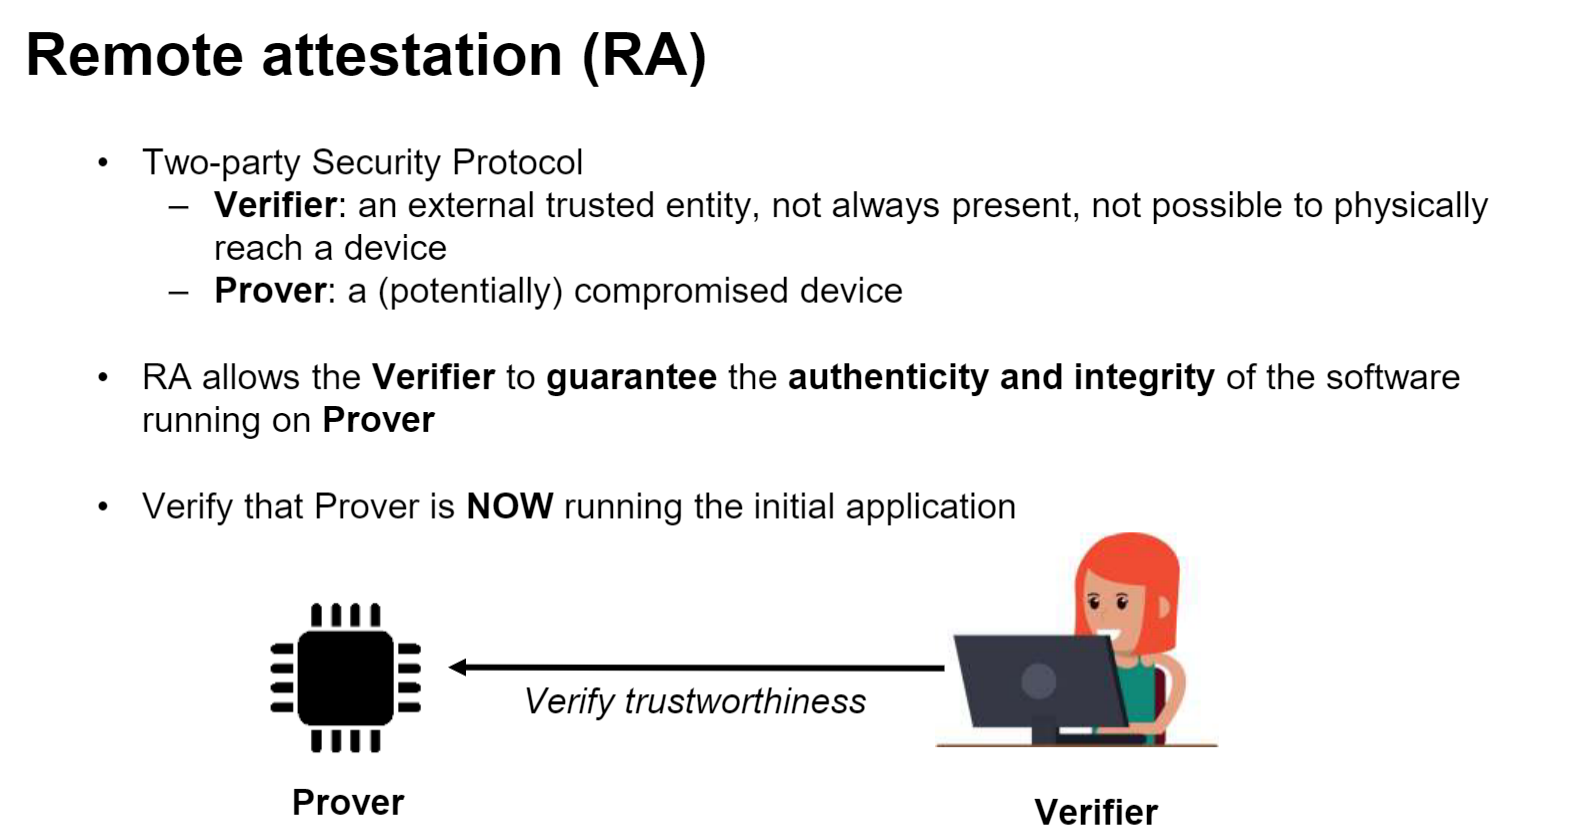 Remote attestation (RA)
• Two-party Security Protocol
– Verifier: an external trusted entity, not always present, not possible to physically
reach a device
– Prover: a (potentially) compromised device
• RA allows the Verifier to guarantee the authenticity and integrity of the software
running on Prover
• Verify that Prover is NOW running the initial application
Verify trustworthiness
Prover
Verifier